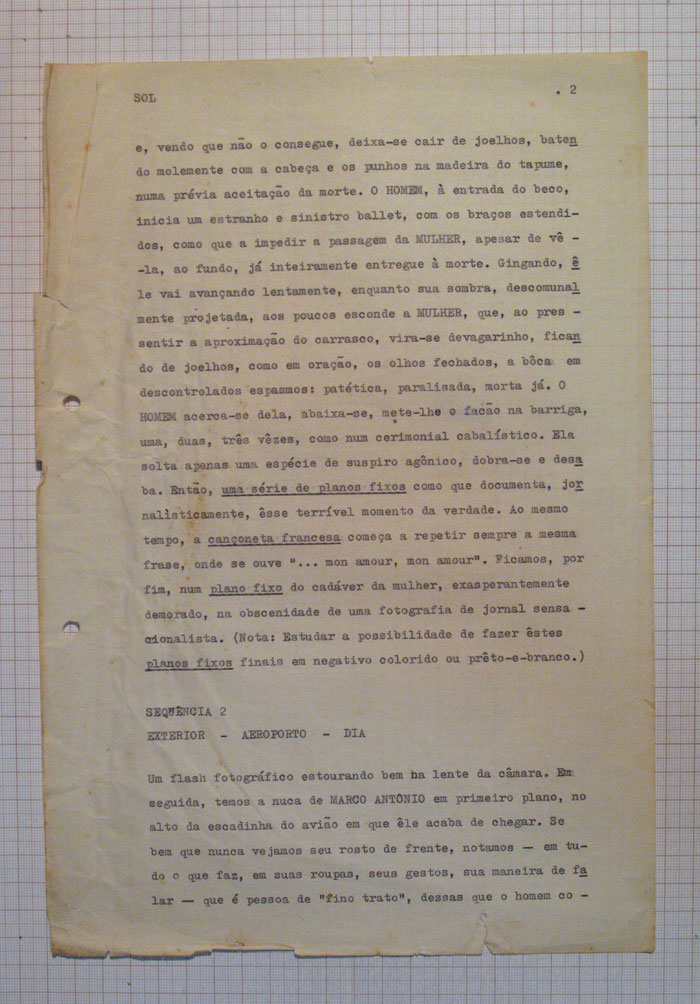 SOL
. 2
e, vendo que não o consegue, deixa-se cair de joelhos, baten
do molemente com a cabeça e os punhos na madeira do tapume,
numa prévia aceitação da morte. O HOMEM, à entrada do beco,
inicia um estranho e sinistro ballet, com os braços estendi-
dos, como que a impedir a passagem da MULHER, apesar de vê -
-la, ao fundo, já inteiramente entregue à morte. Gingando, ê
le vai avançando lentamente, enquanto sua sombra, descomunal
mente projetada, aos poucos esconde a MULHER, que, ao pres -
sentir a aproximação do carrasco, vira-se devagarinho, fican
do de joelhos, como em oração, os olhos fechados, a bôca em
descontrolados espasmos: patética, paralisada, morta já. O
HOMEM acerca-se dela, abaixa-se, mete-lhe o facão na barriga,
uma, duas, três vêzes, como num cerimonial cabalístico. Ela
solta apenas uma espécie de suspiro agônico, dobra-se e desa
ba. Então, uma série de planos fixos como que documenta, jor
nalìsticamente, êsse terrível momento da verdade. Ao mesmo
tempo, a cançoneta francesa começa a repetir sempre a mesma
frase, onde se ouve "... mon amour, mon amour". Ficamos, por
fim, num plano fixo do cadáver da mulher, exasperantemente
demorado, na obscenidade de uma fotografia de jornal sensa -
cionalista. (Nota: Estudar a possibilidade de fazer êstes
planos fixos finais em negativo colorido ou prêto-e-branco.)
SEQUÊNCIA 2
EXTERIOR - AEROPORTO - DIA
Um flash fotográfico estourando bem na lente da câmara. Em
seguida, temos a nuca de MARCO ANTÔNIO em primeiro plano, no
alto da escadinha do avião em que êle acaba de chegar. Se
bem que nunca vejamos seu rosto de frente, notamos — em tu-
do o que faz, em suas roupas, seus gestos, sua maneira de fa
lar — que é pessoa de "fino trato", dessas que o homem co -